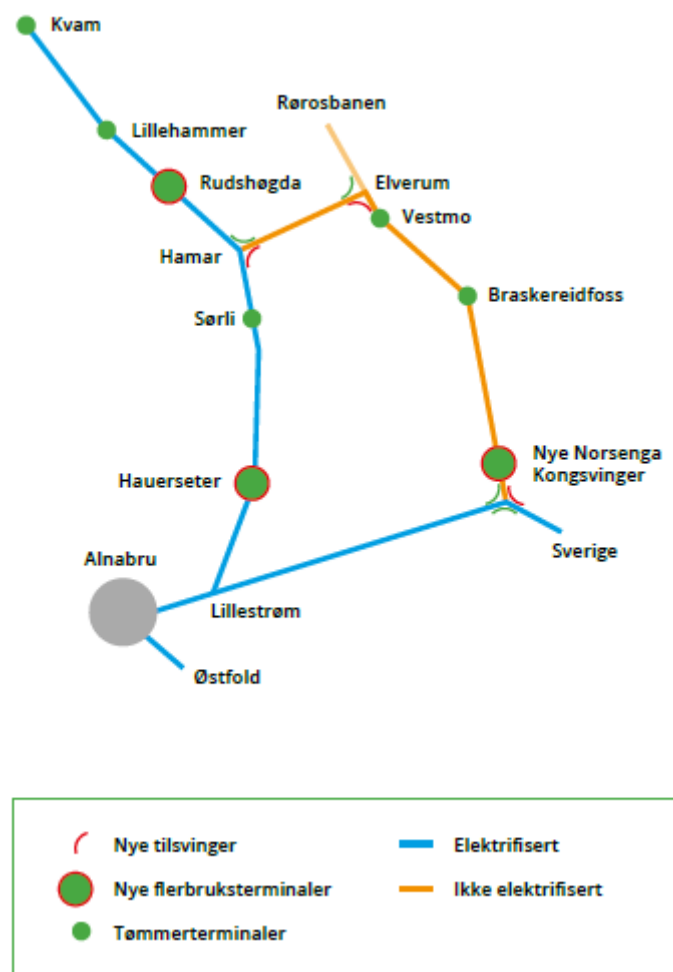 Kvam
Rørosbanen
Lillehammer
Rudshøgda
Elverum
Vestmo
Hamar
Braskereidfoss
Sørli
Nye Norsenga
Kongsvinger
Hauerseter
Sverige
Alnabru
Lillestrøm
Østfold
Nye tilsvinger
Elektrifisert
Nye flerbruksterminaler
Ikke elektrifisert
Tømmerterminaler